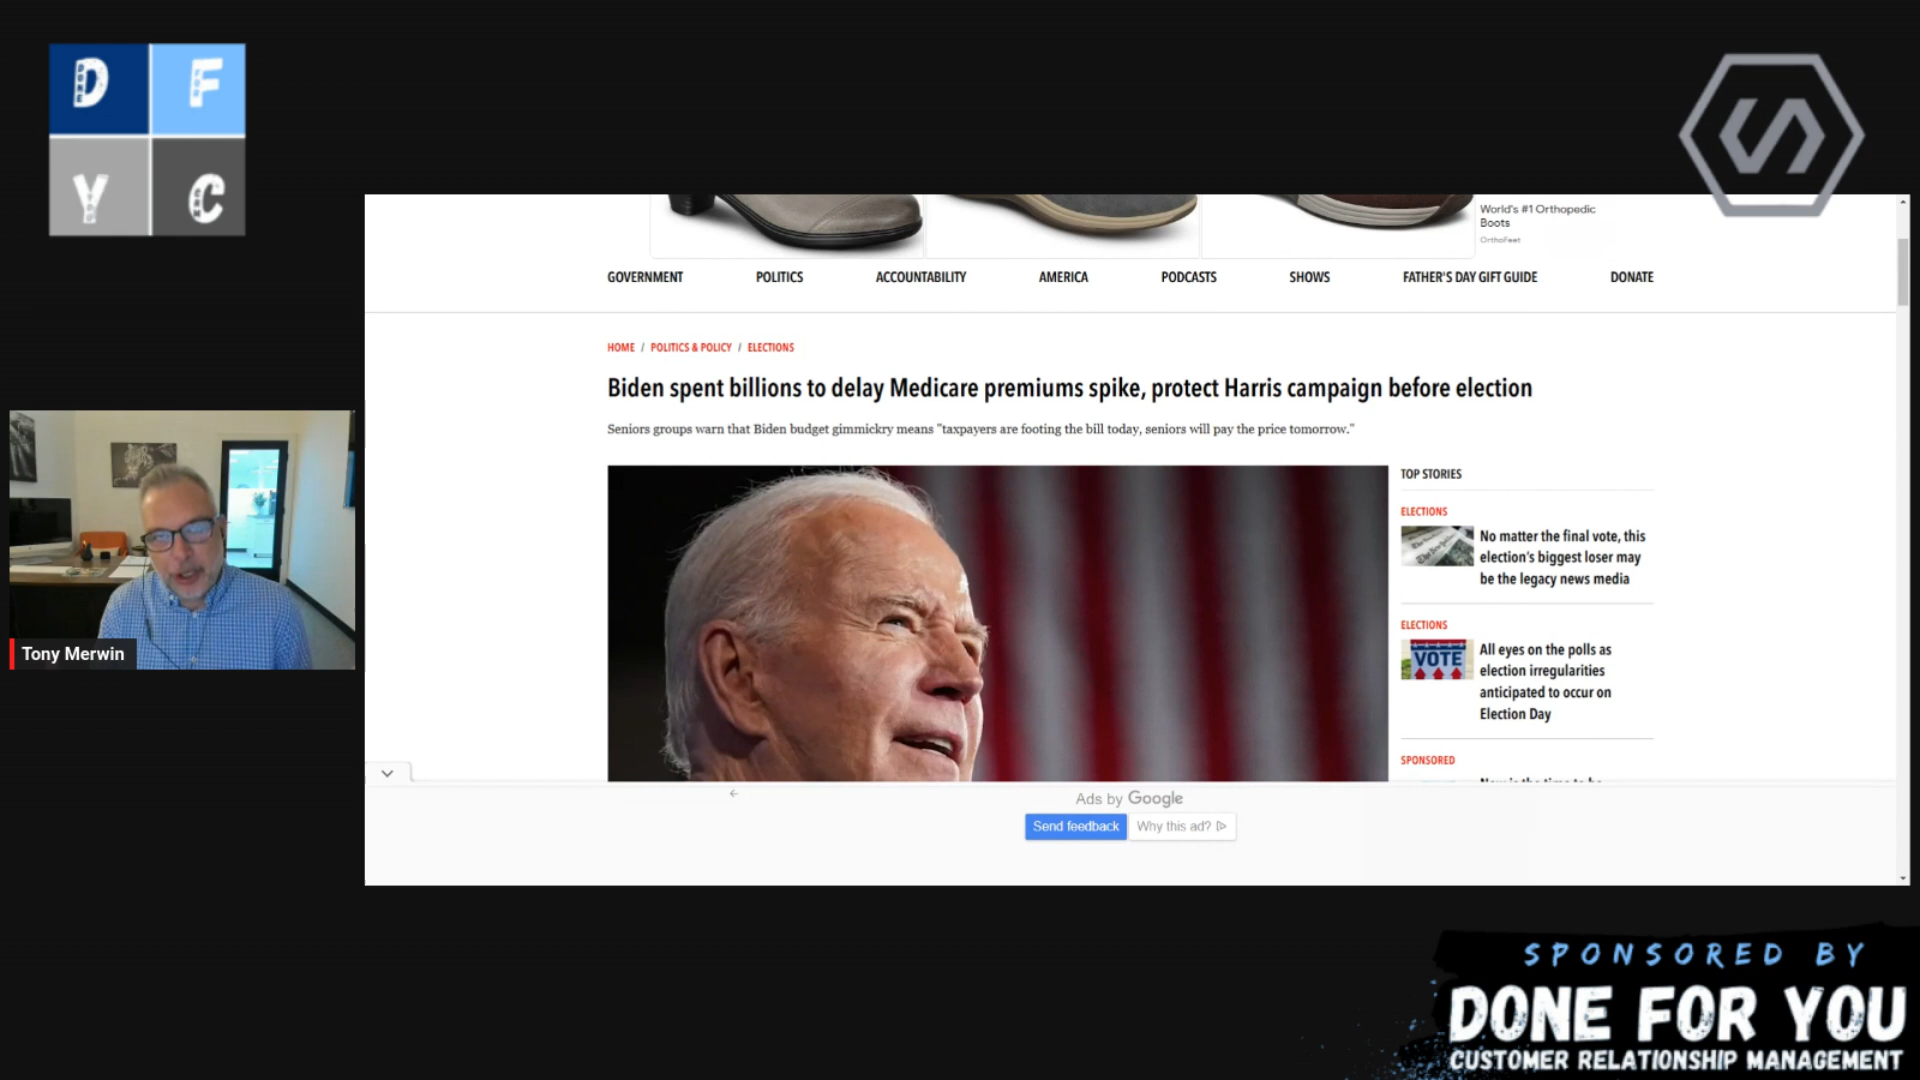 D F
Y C
World's #1 Orthopedic
Boots
OrthoFeet
GOVERNMENT POLITICS ACCOUNTABILITY AMERICA PODCASTS SHOWS FATHER'S DAY GIFT GUIDE DONATE
HOME / POLITICS & POLICY / ELECTIONS
Biden spent billions to delay Medicare premiums spike, protect Harris campaign before election
Seniors groups warn that Biden budget gimmickry means "taxpayers are footing the bill today, seniors will pay the price tomorrow."
TOP STORIES
ELECTIONS
No matter the final vote, this
election's biggest loser may
be the legacy news media
ELECTIONS
VOTE
All eyes on the polls as
election irregularities
anticipated to occur on
Election Day
SPONSORED
Tony Merwin
Ads by Google
Send feedback
Why this ad?
SPONSORED BY
DONE FOR YOU
CUSTOMER RELATIONSHIP MANAGEMENT